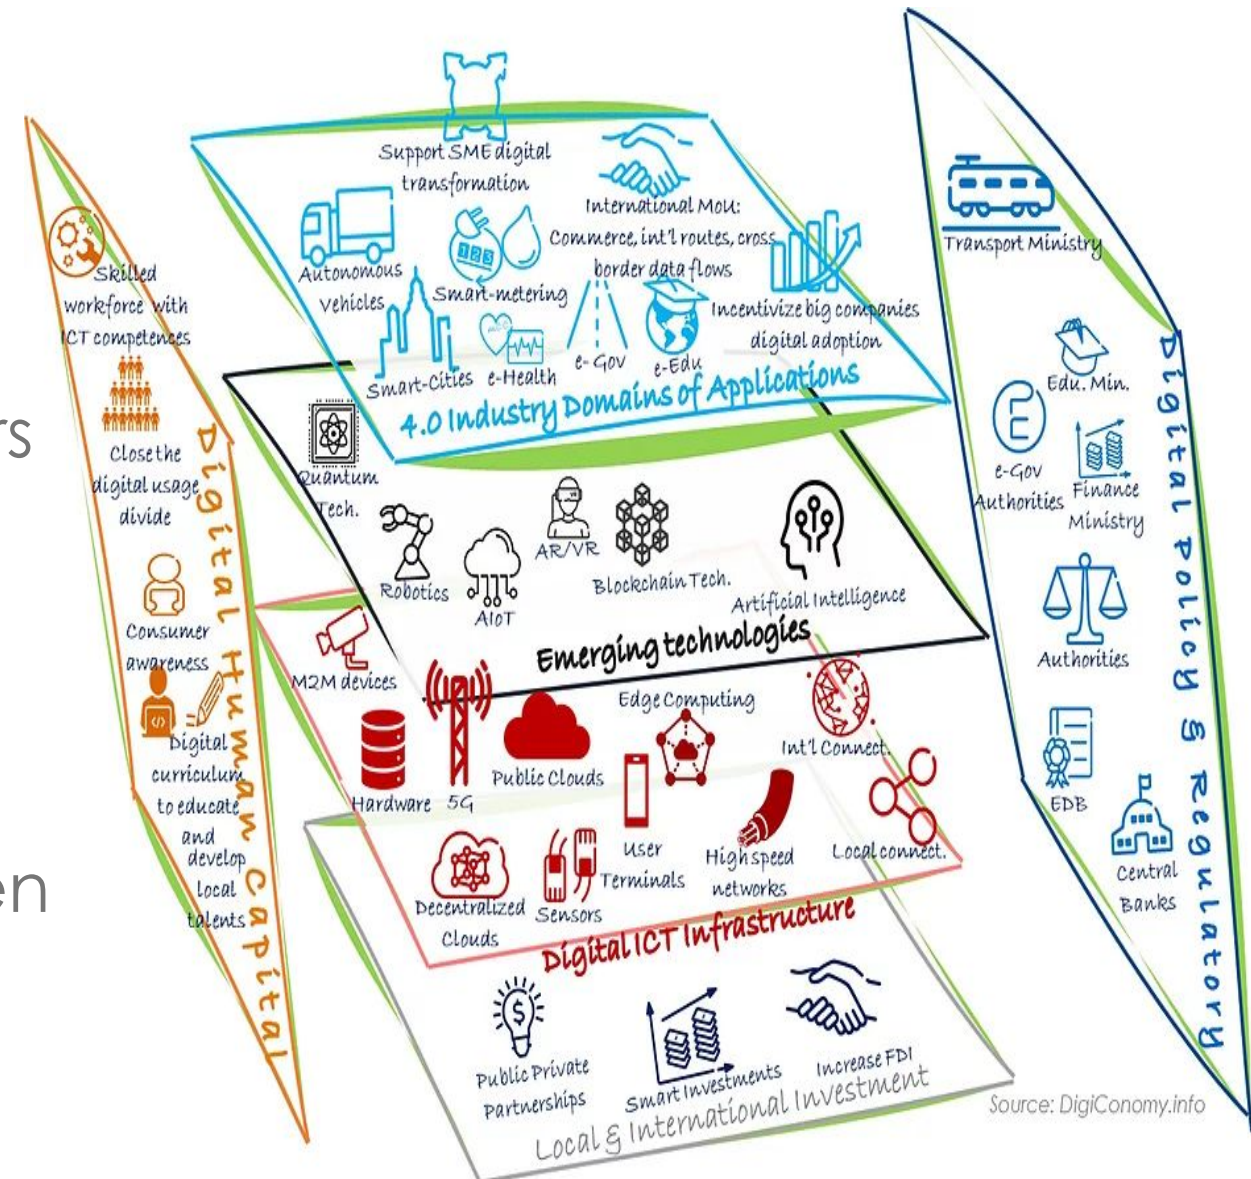 rs
en
Skilled
workforce with
ICT competences
Close the
digital usage
divide
Consumer
awareness
Digital
curriculum
to educate
and
develop
local
talents
Digital Human Capital
Support SME digital
transformation
International MoU:
Commerce, int'l routes, cross
border data flows
Autonomous
Vehicles
Smart-metering
Incentivize big companies
digital adoption
Smart-Cities
e-Health
e-Gov
e-Edu
4.0 Industry Domains of Applications
Quantum
Tech.
Robotics
AIoT
AR/VR
Blockchain Tech.
Artificial Intelligence
Emerging technologies
M2M devices
Hardware
5G
Public Clouds
Edge Computing
Int'l Connect.
Decentralized
Clouds
Sensors
User
Terminals
High speed
networks
Local connect.
Digital ICT Infrastructure
$
Public Private
Partnerships
Smart Investments
Increase FDI
Local & International Investment
Transport Ministry
Edu. Min.
e-Gov
Authorities
Finance
Ministry
Authorities
EDB
Central
Banks
Digital Policy & Regulatory
Source: DigiConomy.info